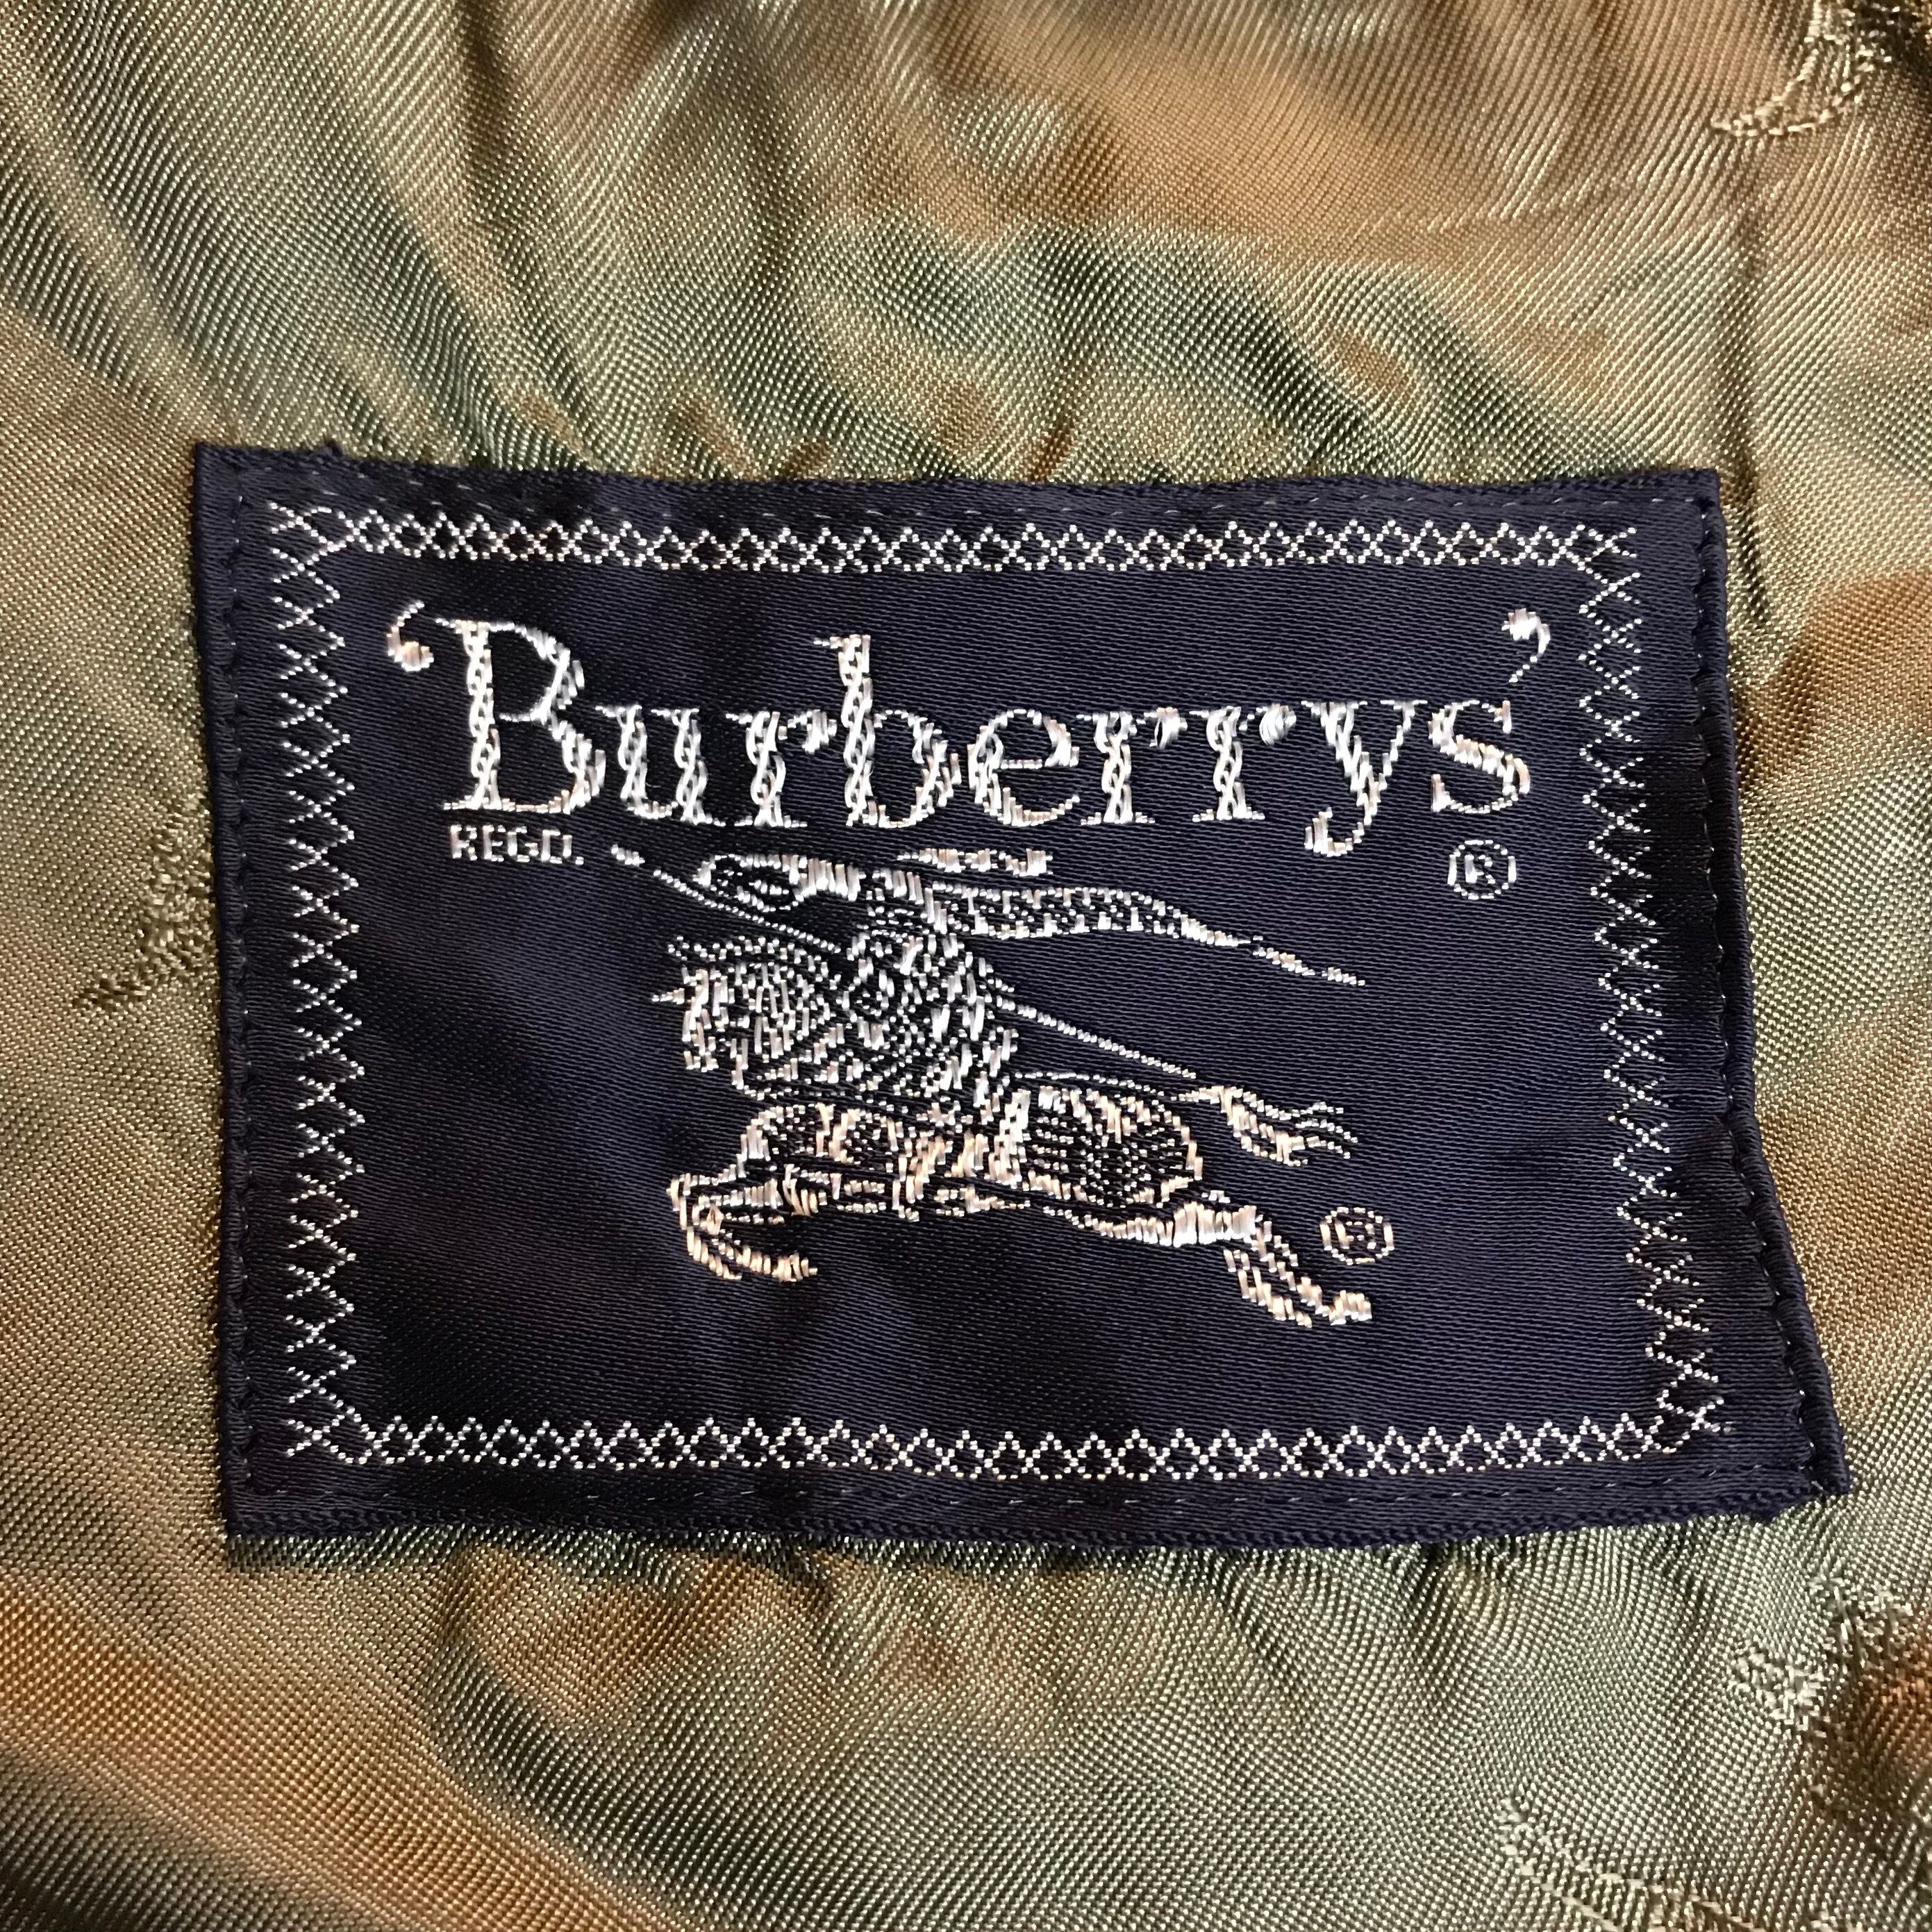 ‘Burberrys’
REGD. ®
®